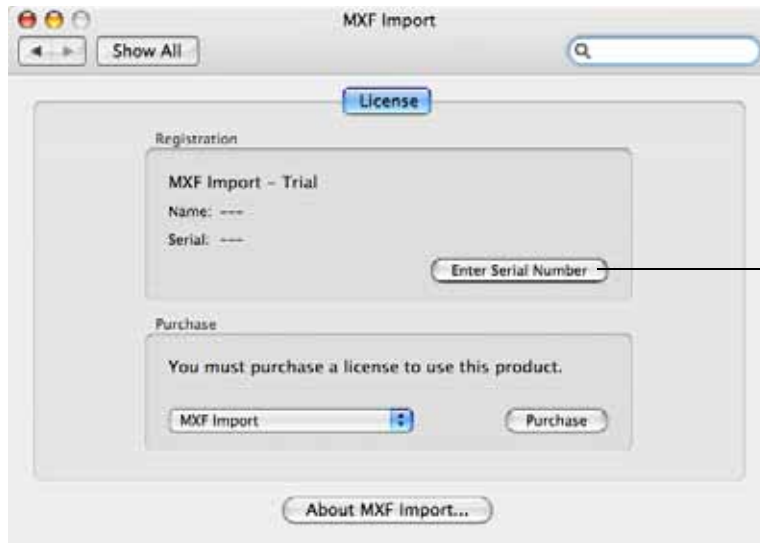 MXF Import
Show All
License
Registration
MXF Import – Trial
Name: ---
Serial: ---
Enter Serial Number
Purchase
You must purchase a license to use this product.
MXF Import
Purchase
About MXF Import...